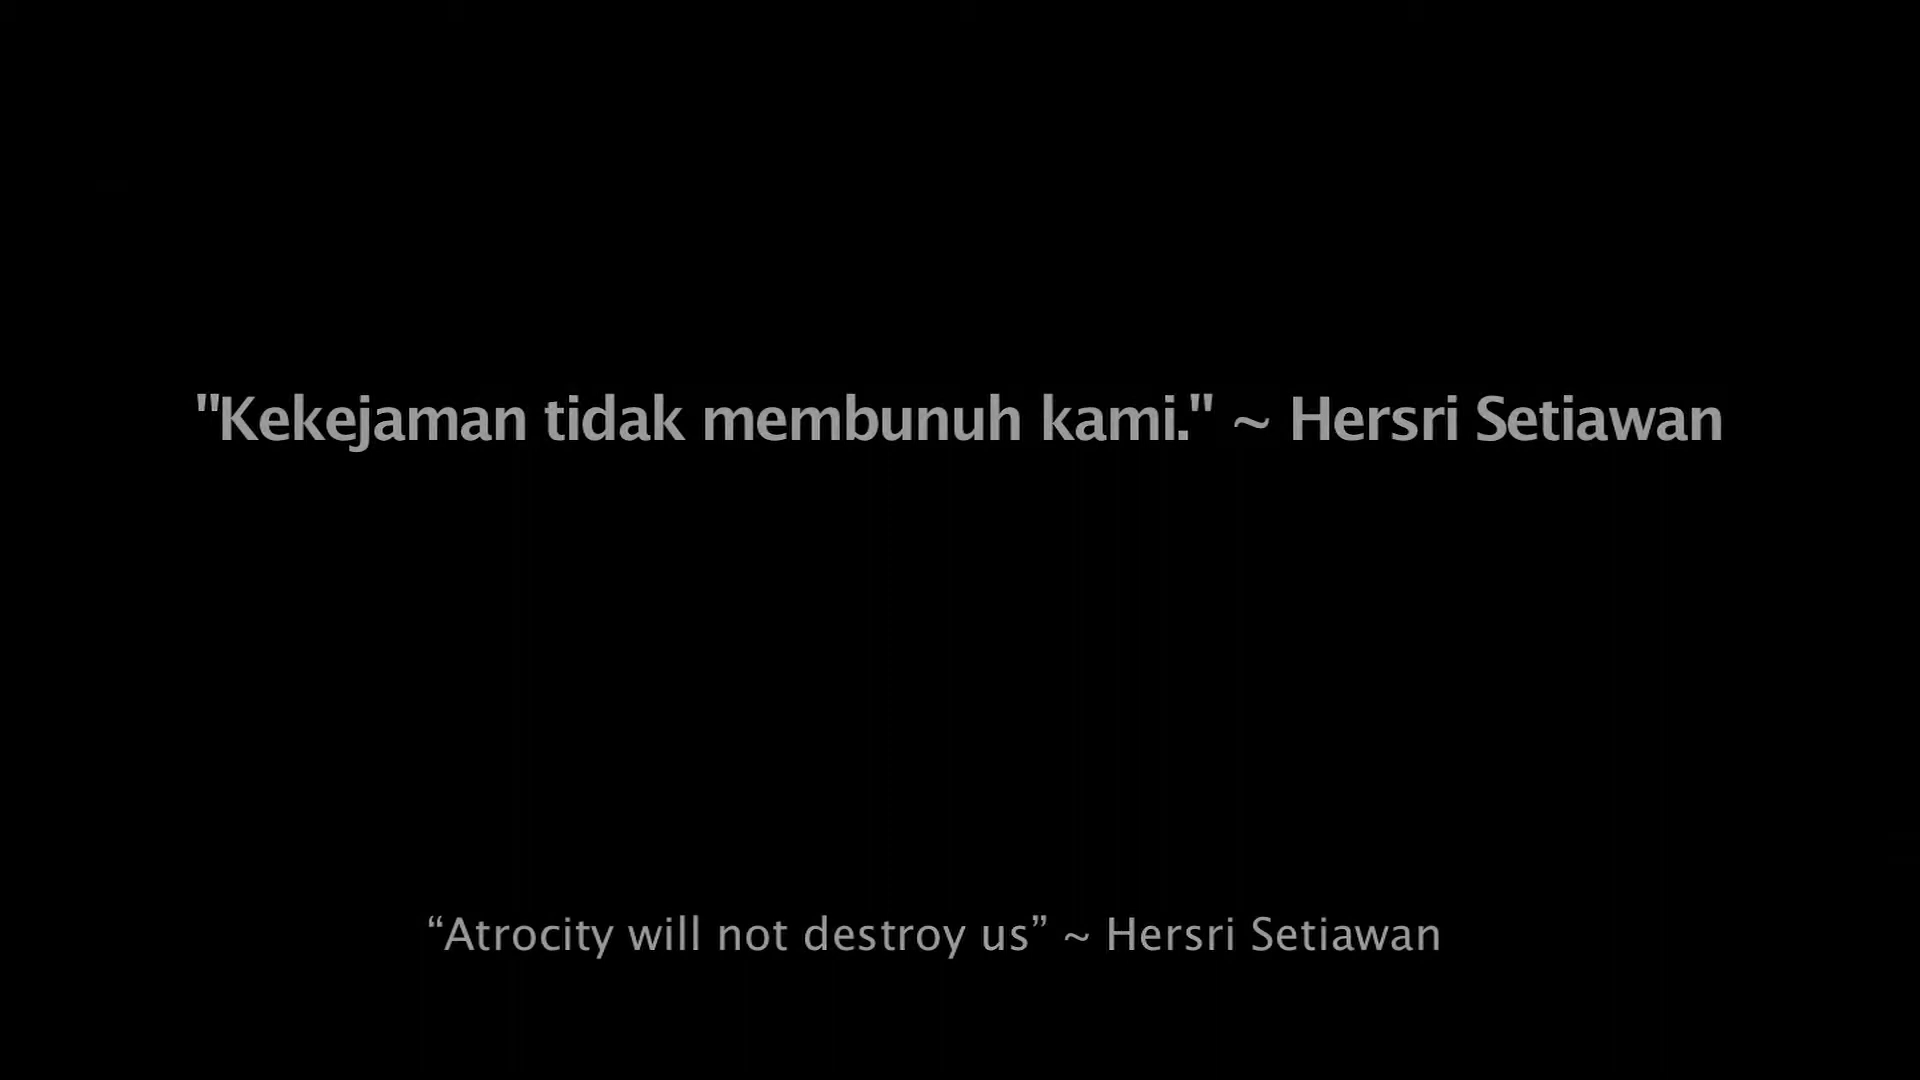 "Kekejaman tidak membunuh kami." ~ Hersri Setiawan
“Atrocity will not destroy us” ~ Hersri Setiawan